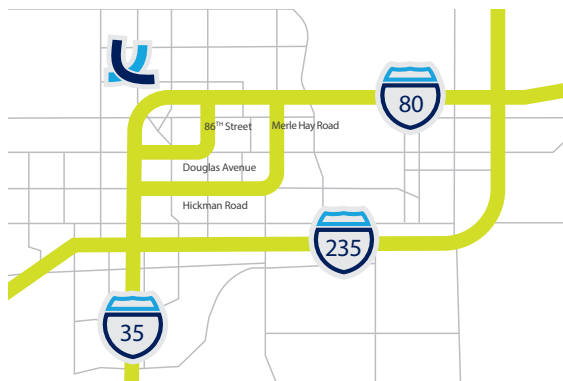 80
86TH Street
Merle Hay Road
Douglas Avenue
Hickman Road
235
35